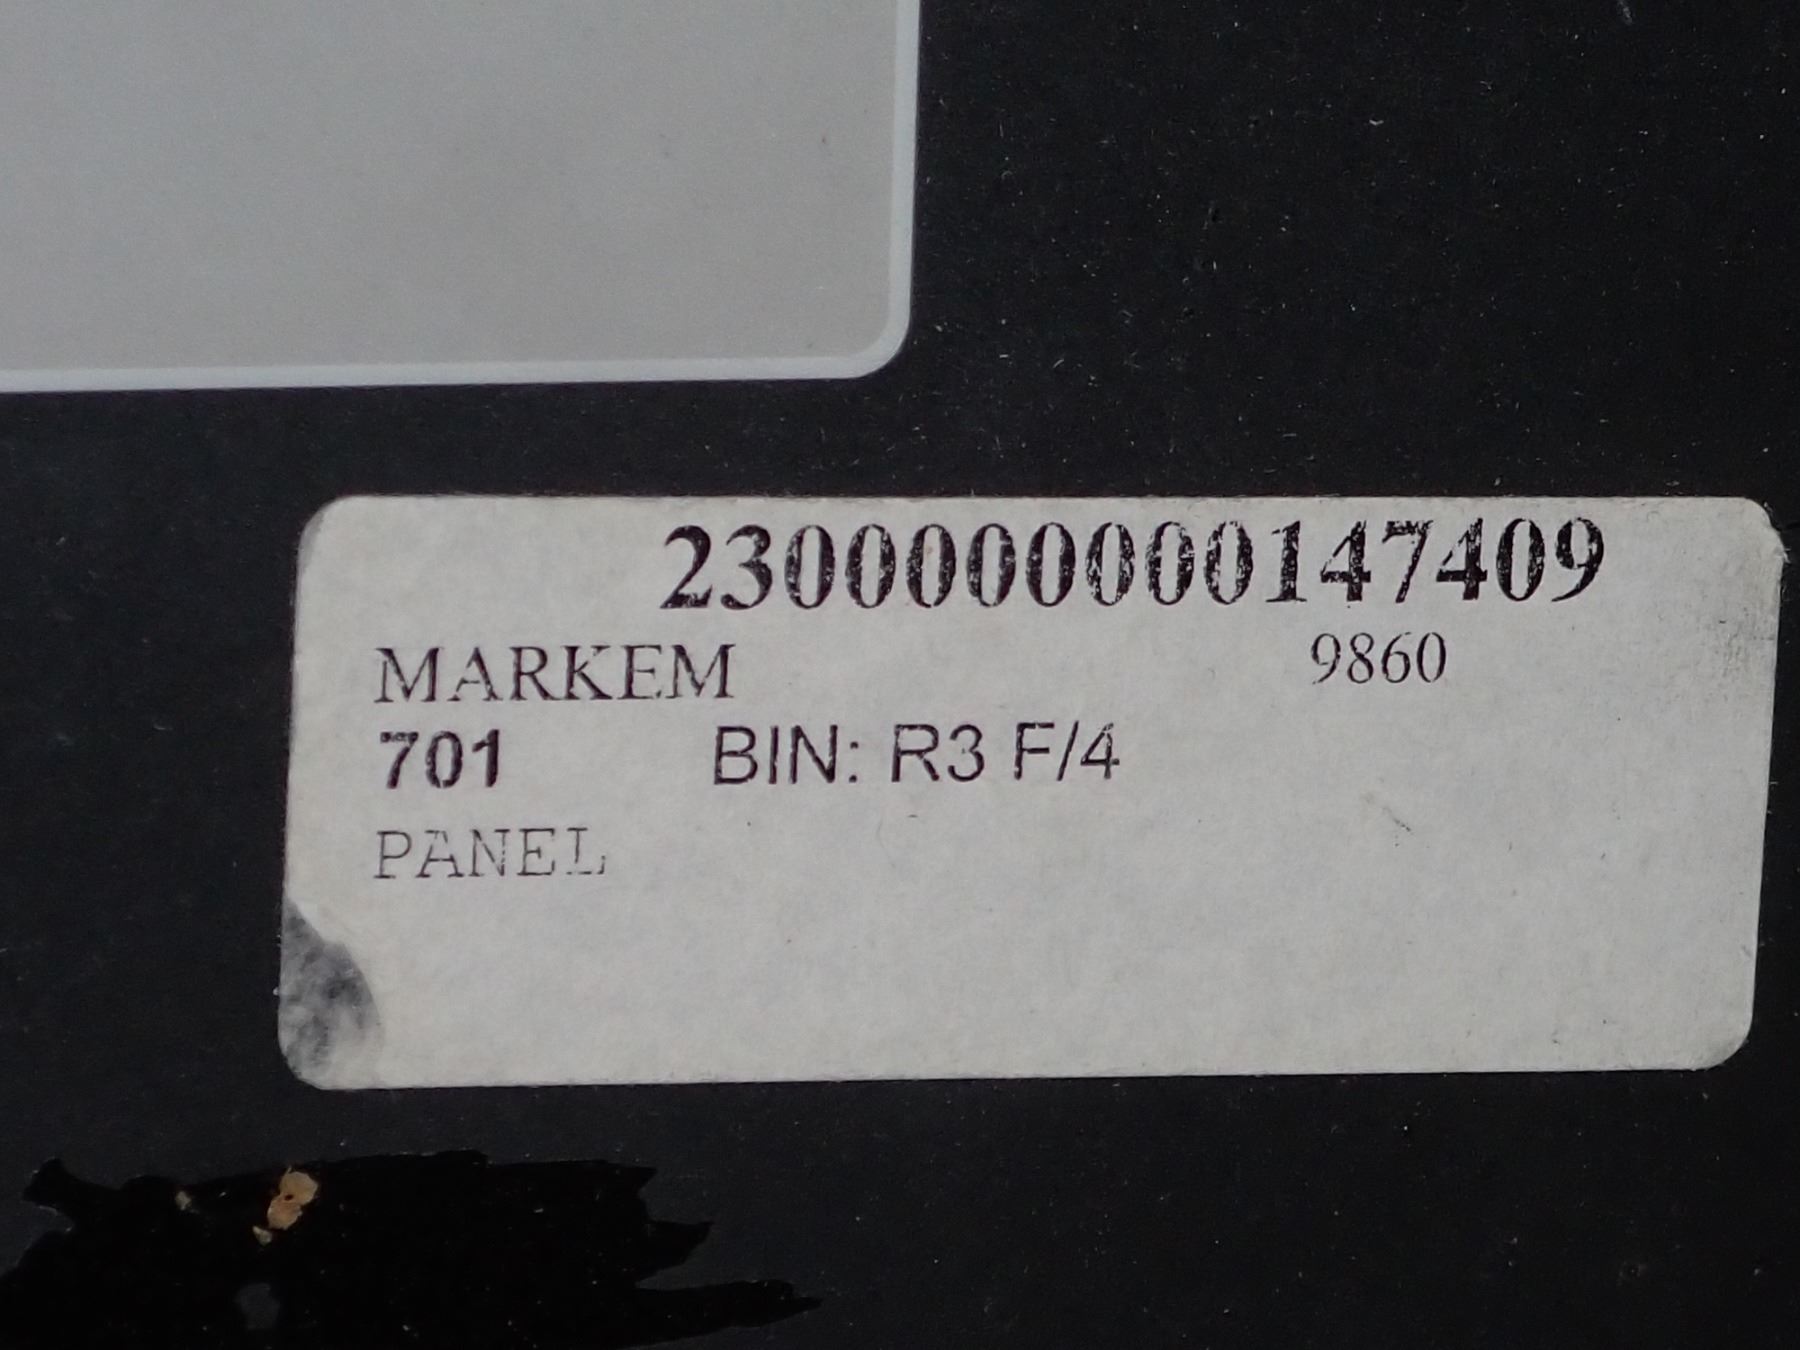 2300000000147409
MARKEM 9860
701 BIN: R3 F/4
PANEL